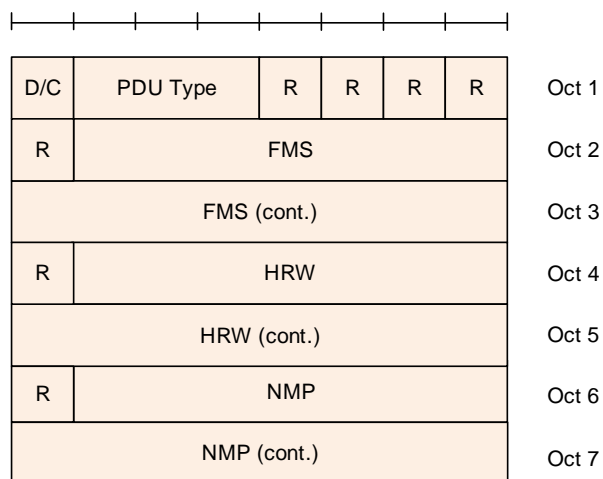 D/C PDU Type R R R R Oct 1
R FMS Oct 2
FMS (cont.) Oct 3
R HRW Oct 4
HRW (cont.) Oct 5
R NMP Oct 6
NMP (cont.) Oct 7